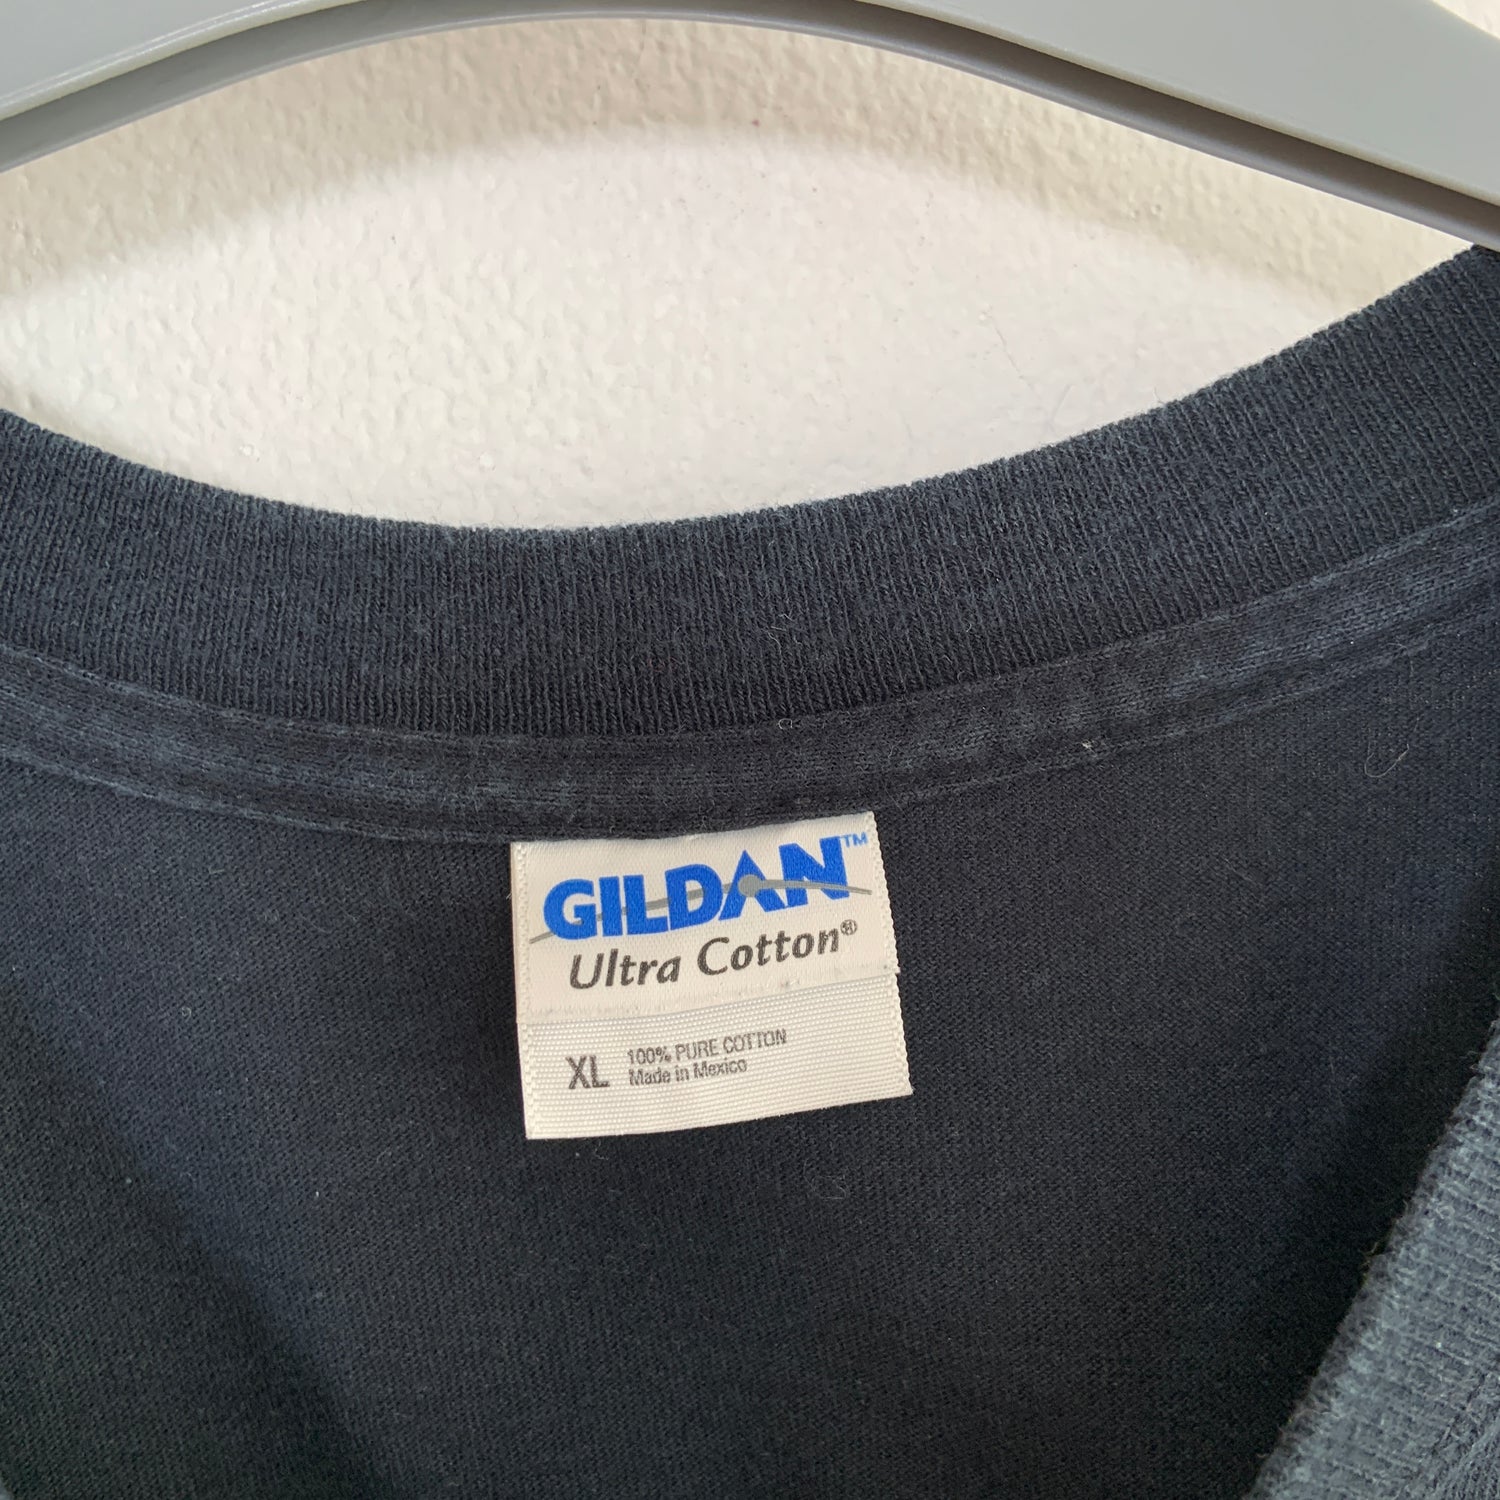 GILDAN™
Ultra Cotton®
XL 100% PURE COTTON
Made in Mexico